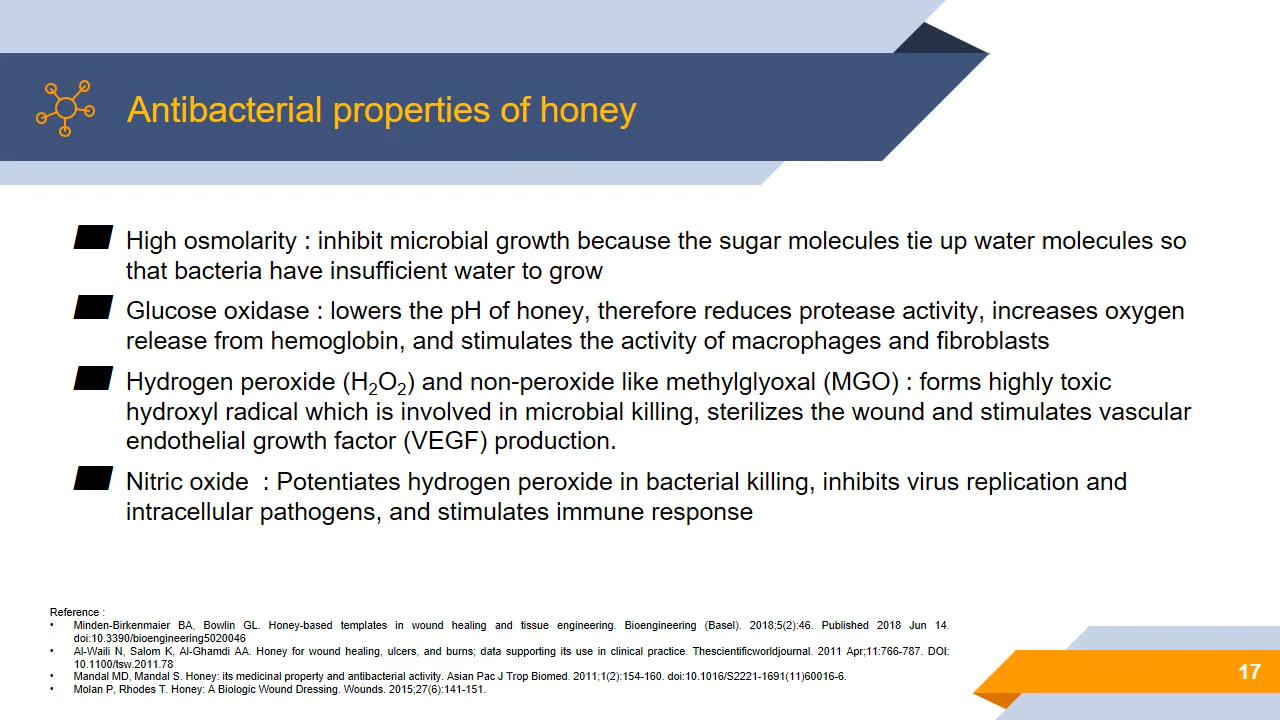 Antibacterial properties of honey
High osmolarity : inhibit microbial growth because the sugar molecules tie up water molecules so
that bacteria have insufficient water to grow
Glucose oxidase : lowers the pH of honey, therefore reduces protease activity, increases oxygen
release from hemoglobin, and stimulates the activity of macrophages and fibroblasts
Hydrogen peroxide (H₂O₂) and non-peroxide like methylglyoxal (MGO) : forms highly toxic
hydroxyl radical which is involved in microbial killing, sterilizes the wound and stimulates vascular
endothelial growth factor (VEGF) production.
Nitric oxide : Potentiates hydrogen peroxide in bacterial killing, inhibits virus replication and
intracellular pathogens, and stimulates immune response
Reference :
• Minden-Birkenmaier BA, Bowlin GL. Honey-based templates in wound healing and tissue engineering. Bioengineering (Basel). 2018;5(2):46. Published 2018 Jun 14.
doi:10.3390/bioengineering5020046
• Al-Waili N, Salom K, Al-Ghamdi AA. Honey for wound healing, ulcers, and burns; data supporting its use in clinical practice. Thescientificworldjournal. 2011 Apr;11:766-787. DOI:
10.1100/tsw.2011.78
• Mandal MD, Mandal S. Honey: its medicinal property and antibacterial activity. Asian Pac J Trop Biomed. 2011;1(2):154-160. doi:10.1016/S2221-1691(11)60016-6.
• Molan P, Rhodes T. Honey: A Biologic Wound Dressing. Wounds. 2015;27(6):141-151.
17